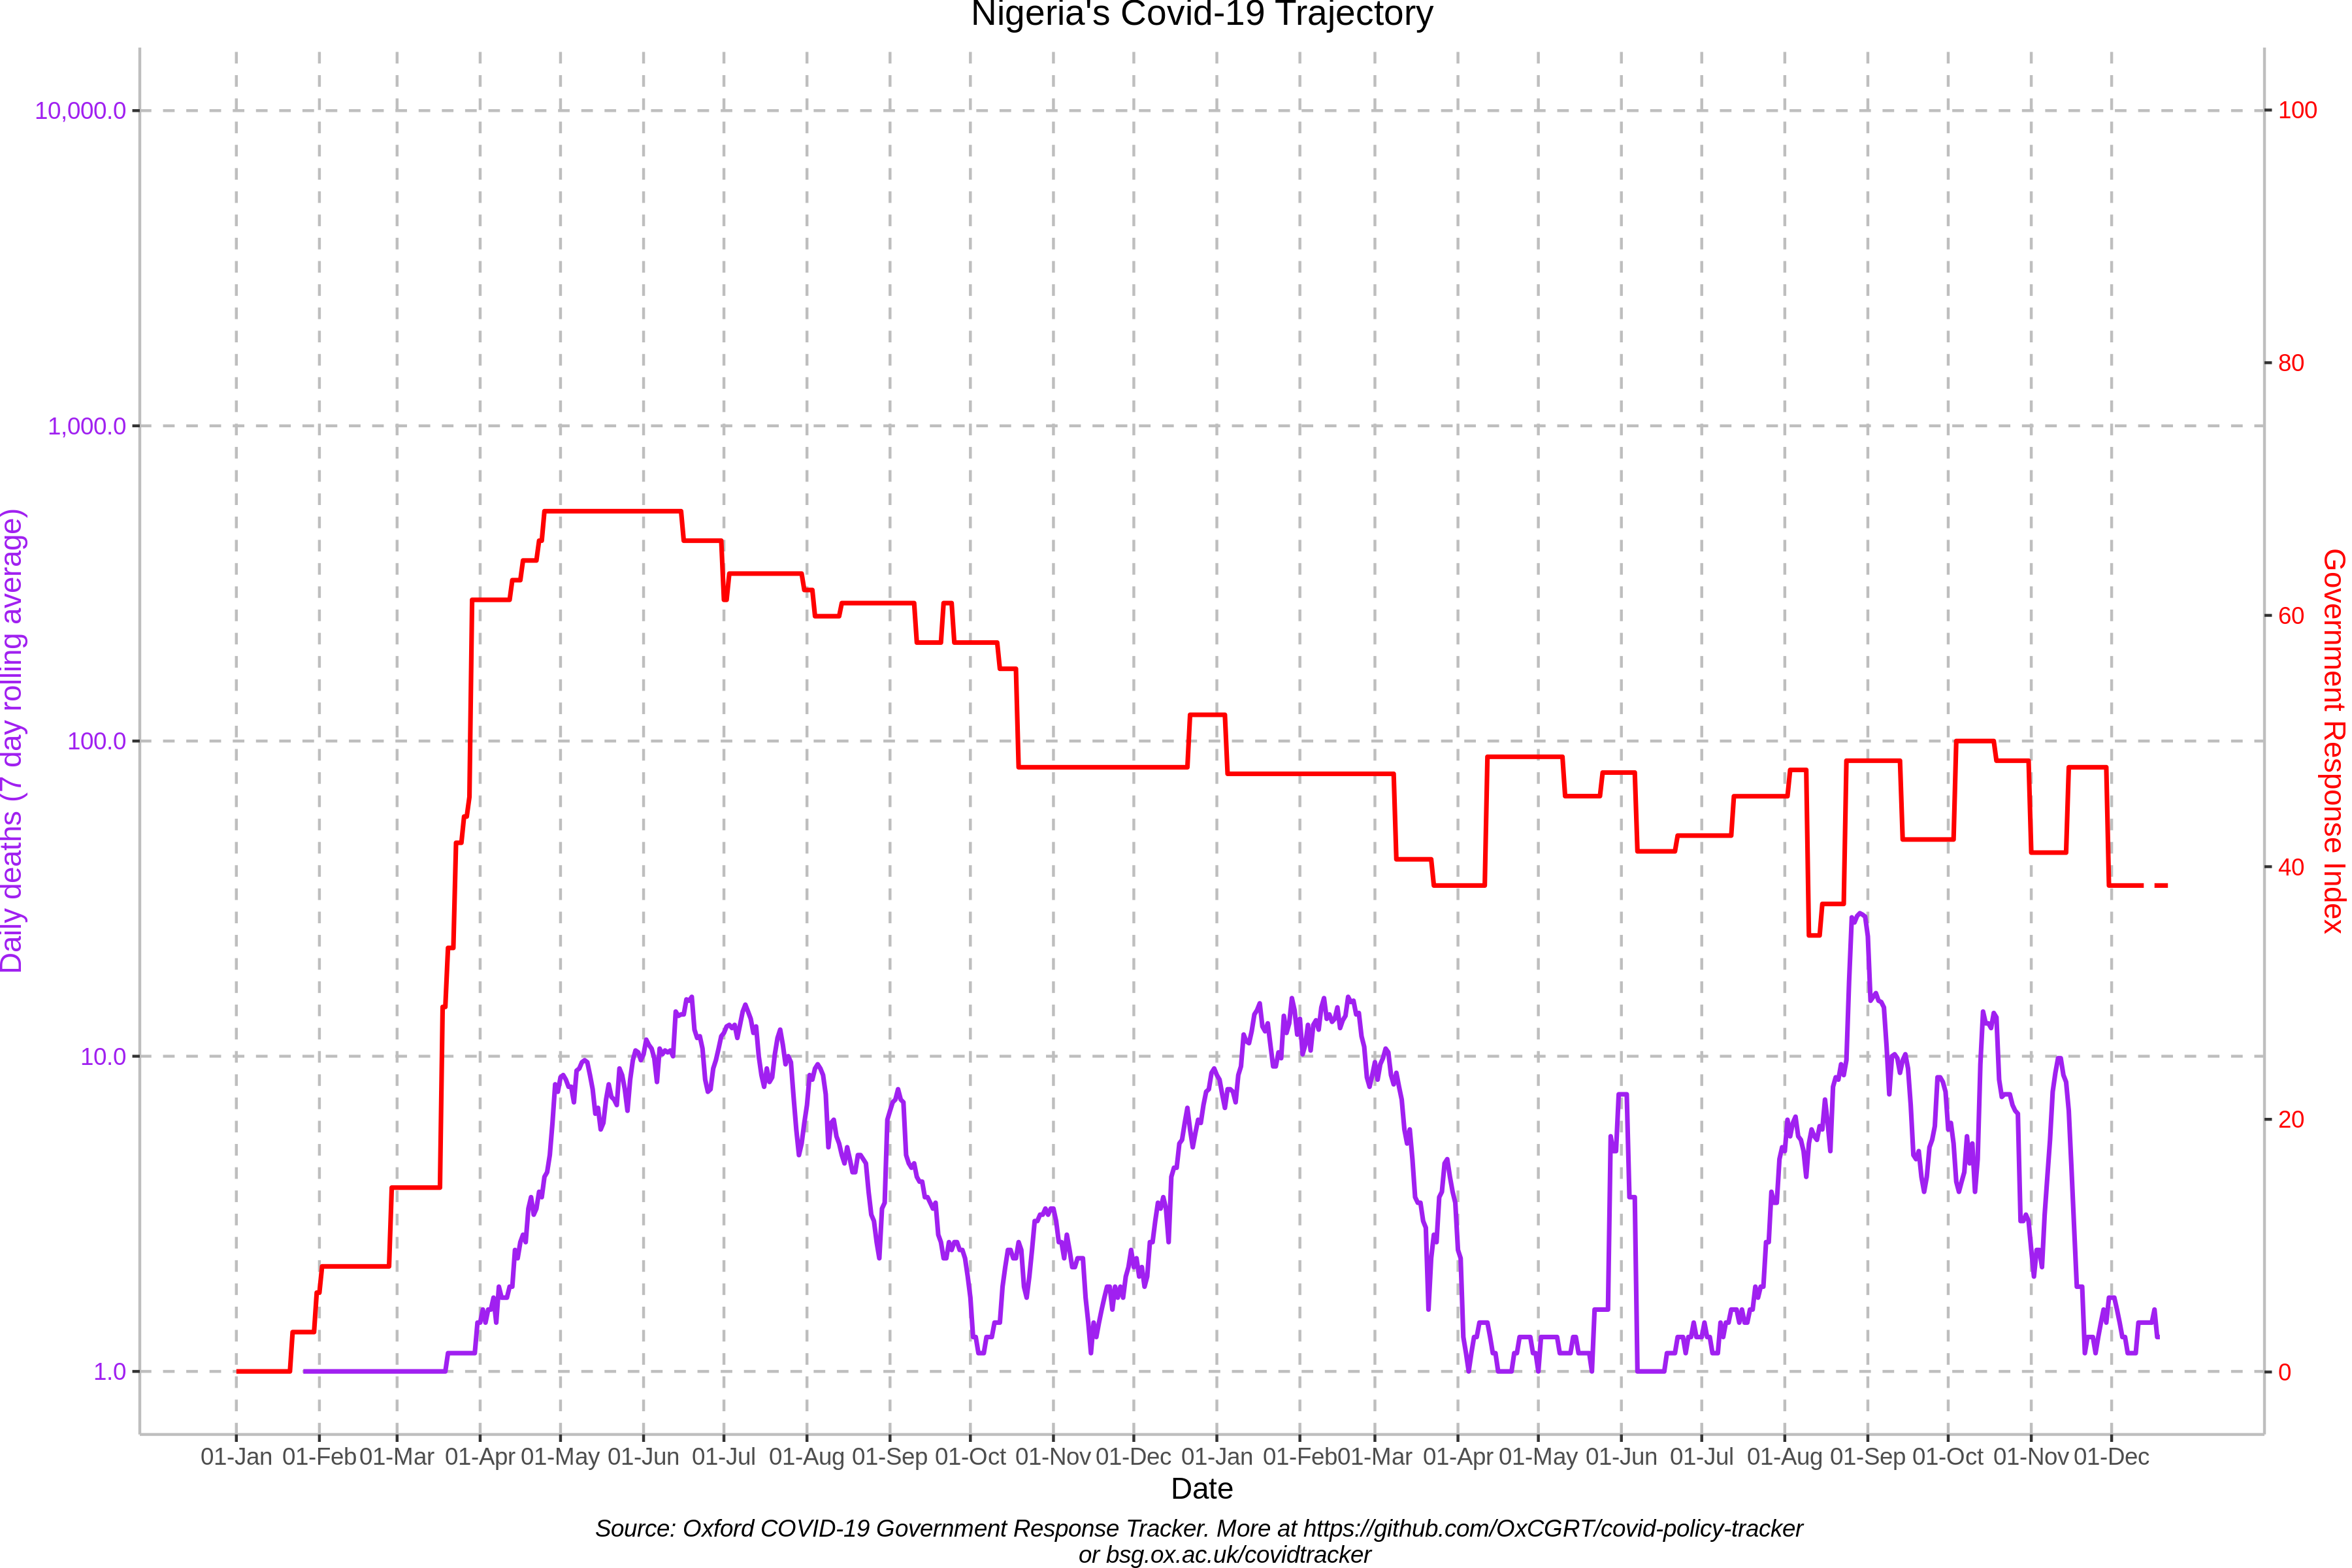 Nigeria's Covid-19 Trajectory
10,000.0
1,000.0
100.0
10.0
1.0
Daily deaths (7 day rolling average)
100
80
60
40
20
0
Government Response Index
01-Jan 01-Feb 01-Mar 01-Apr 01-May 01-Jun 01-Jul 01-Aug 01-Sep 01-Oct 01-Nov 01-Dec 01-Jan 01-Feb 01-Mar 01-Apr 01-May 01-Jun 01-Jul 01-Aug 01-Sep 01-Oct 01-Nov 01-Dec
Date
Source: Oxford COVID-19 Government Response Tracker. More at https://github.com/OxCGRT/covid-policy-tracker
or bsg.ox.ac.uk/covidtracker